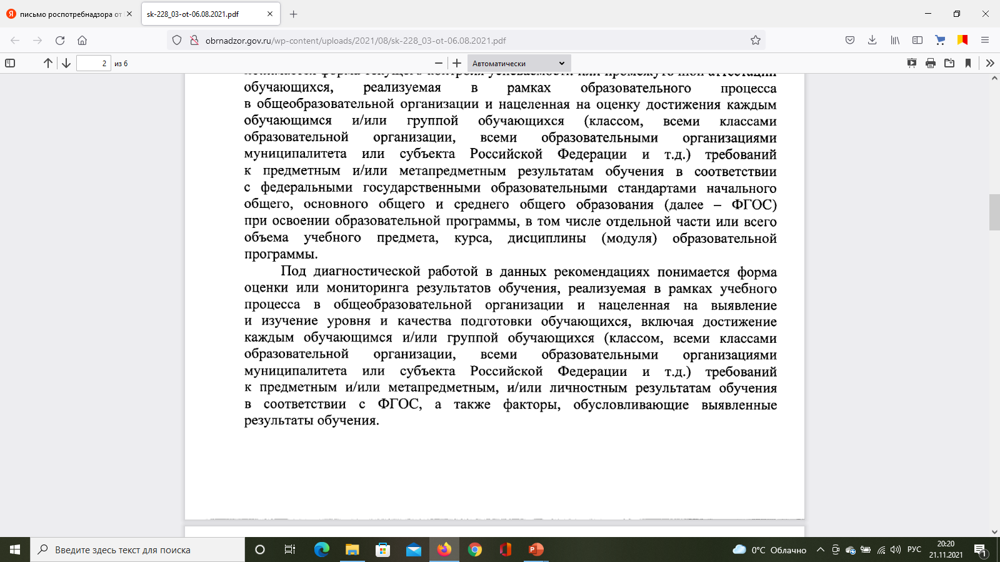 письмо роспотребнадзора от
sk-228_03-ot-06.08.2021.pdf
obrnadzor.gov.ru/wp-content/uploads/2021/08/sk-228_03-ot-06.08.2021.pdf
2 из 6
Автоматически
понимается форма текущего контроля успеваемости или промежуточной аттестации
обучающихся, реализуемая в рамках образовательного процесса
в общеобразовательной организации и нацеленная на оценку достижения каждым
обучающимся и/или группой обучающихся (классом, всеми классами
образовательной организации, всеми образовательными организациями
муниципалитета или субъекта Российской Федерации и т.д.) требований
к предметным и/или метапредметным результатам обучения в соответствии
с федеральными государственными образовательными стандартами начального
общего, основного общего и среднего общего образования (далее – ФГОС)
при освоении образовательной программы, в том числе отдельной части или всего
объема учебного предмета, курса, дисциплины (модуля) образовательной
программы.
Под диагностической работой в данных рекомендациях понимается форма
оценки или мониторинга результатов обучения, реализуемая в рамках учебного
процесса в общеобразовательной организации и нацеленная на выявление
и изучение уровня и качества подготовки обучающихся, включая достижение
каждым обучающимся и/или группой обучающихся (классом, всеми классами
образовательной организации, всеми образовательными организациями
муниципалитета или субъекта Российской Федерации и т.д.) требований
к предметным и/или метапредметным, и/или личностным результатам обучения
в соответствии с ФГОС, а также факторы, обусловливающие выявленные
результаты обучения.
Введите здесь текст для поиска
0°C Облачно
РУС
20:20
21.11.2021
1